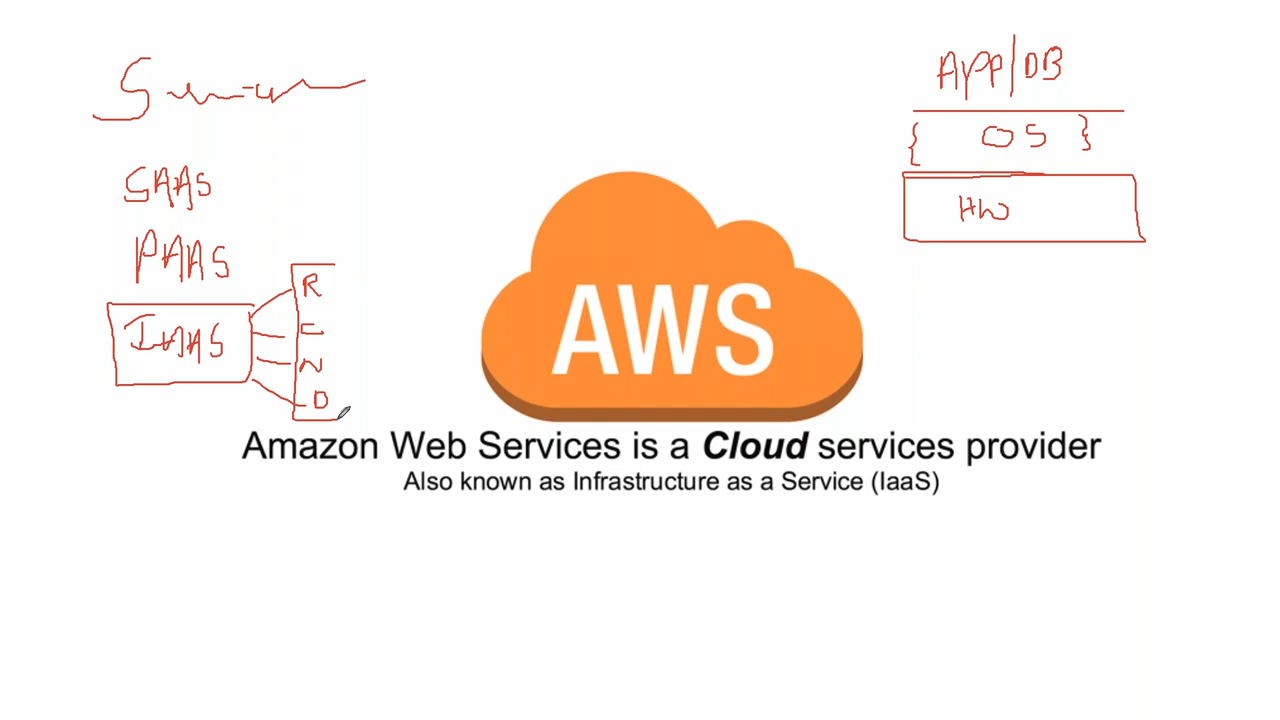 SAAS
PAAS
IAAS
R
N
D
APP/DB
{ OS }
HW
AWS
Amazon Web Services is a Cloud services provider
Also known as Infrastructure as a Service (IaaS)